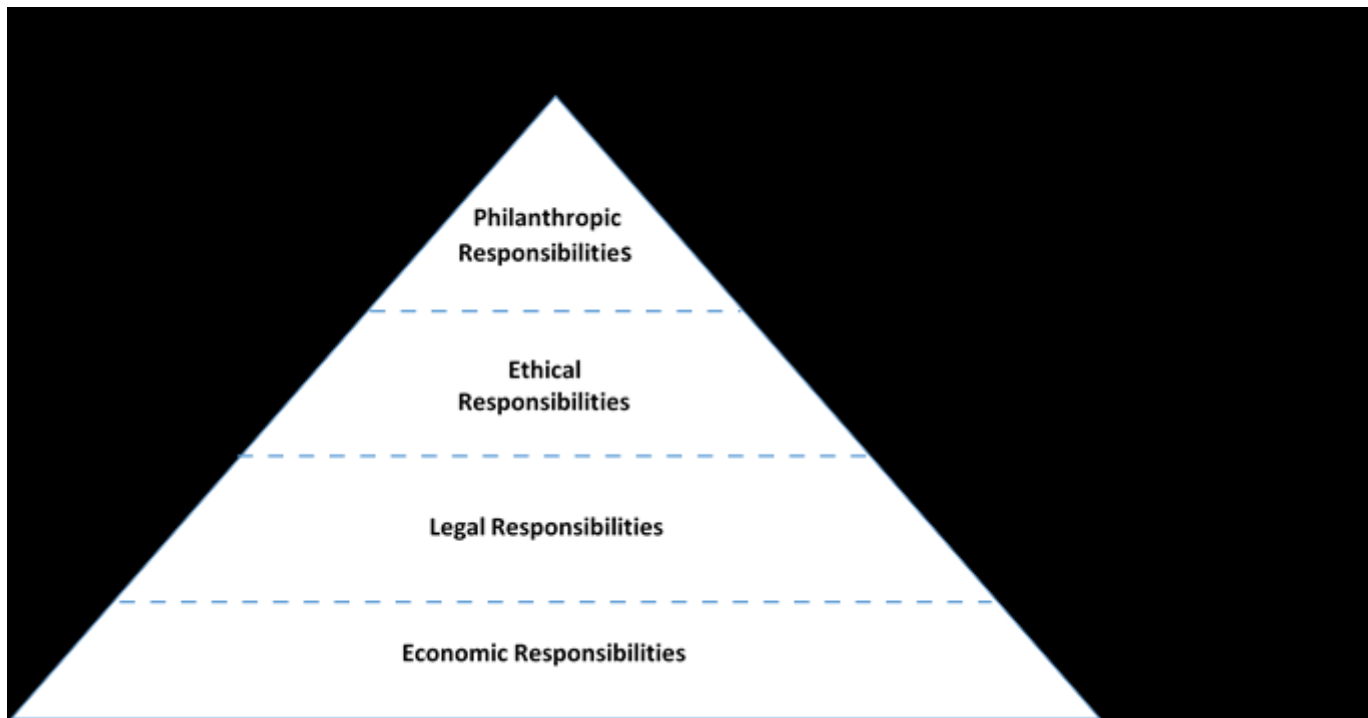 Philanthropic
Responsibilities
Ethical
Responsibilities
Legal Responsibilities
Economic Responsibilities